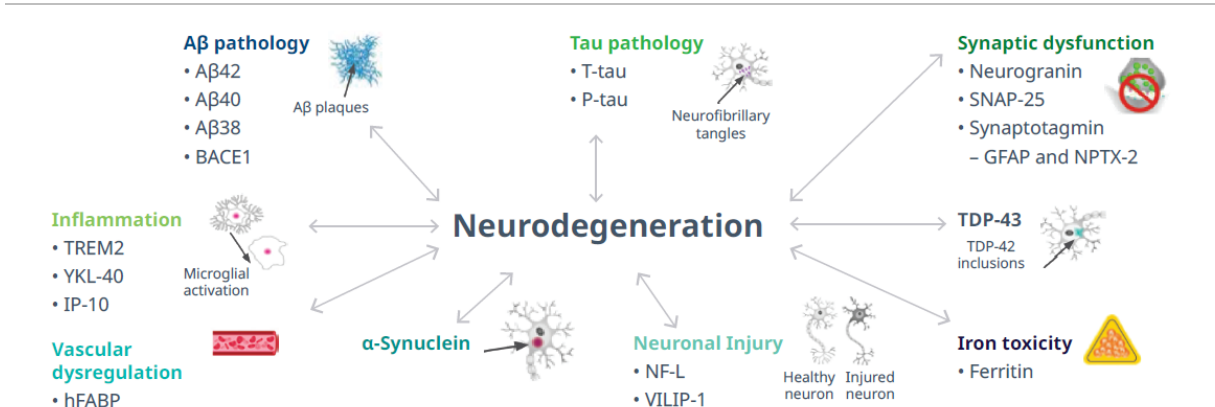 Aβ pathology
• Aβ42
• Aβ40
• Aβ38
• BACE1
Aβ plaques
Tau pathology
• T-tau
• P-tau
Neurofibrillary
tangles
Synaptic dysfunction
• Neurogranin
• SNAP-25
• Synaptotagmin
– GFAP and NPTX-2
Inflammation
• TREM2
• YKL-40
• IP-10
Microglial
activation
Neurodegeneration
TDP-43
TDP-42
inclusions
Vascular
dysregulation
• hFABP
α-Synuclein
Neuronal Injury
• NF-L
• VILIP-1
Healthy
neuron
Injured
neuron
Iron toxicity
• Ferritin